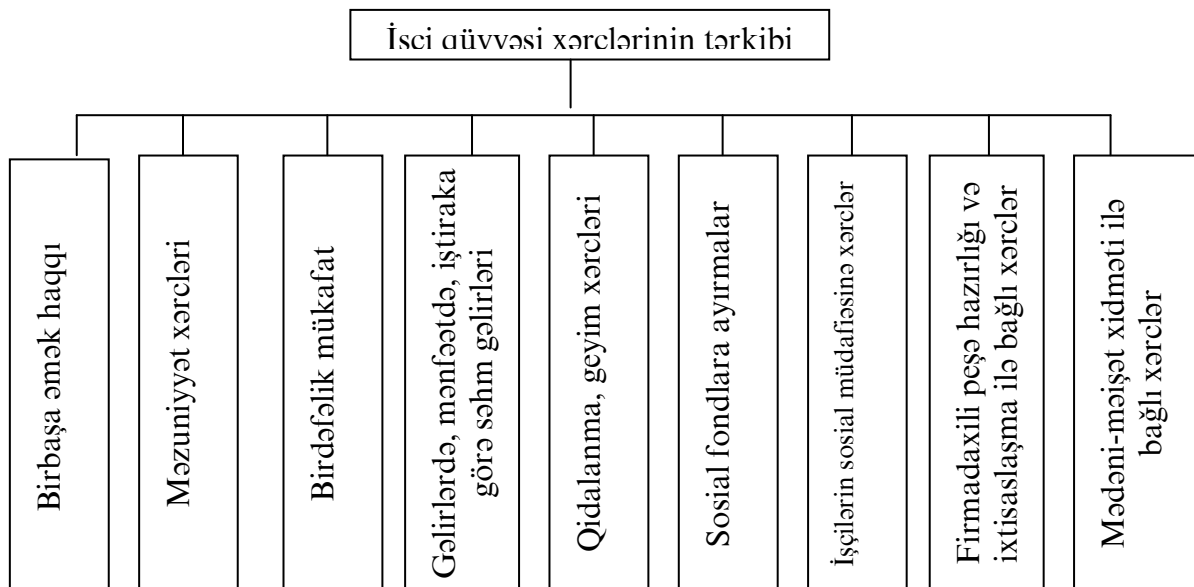 İşçi qüvvəsi xərclərinin tərkibi
Birbaşa əmək haqqı
Məzuniyyət xərcləri
Birdəfəlik mükafat
Gəlirlərdə, mənfəətdə, iştiraka
görə səhm gəlirləri
Qidalanma, geyim xərcləri
Sosial fondlara ayırmalar
İşçilərin sosial müdafiəsinə xərclər
Firmadaxili peşə hazırlığı və
ixtisaslaşma ilə bağlı xərclər
Mədəni-məişət xidməti ilə
bağlı xərclər